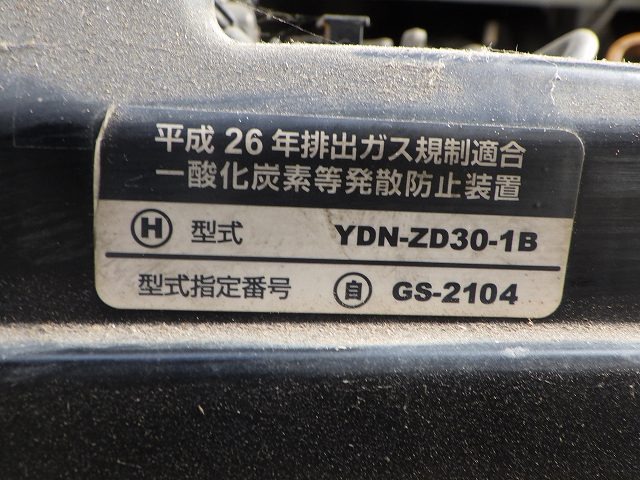 平成 26 年排出ガス規制適合
一酸化炭素等発散防止装置
Ⓗ 型式 YDN-ZD30-1B
型式指定番号 自 GS-2104